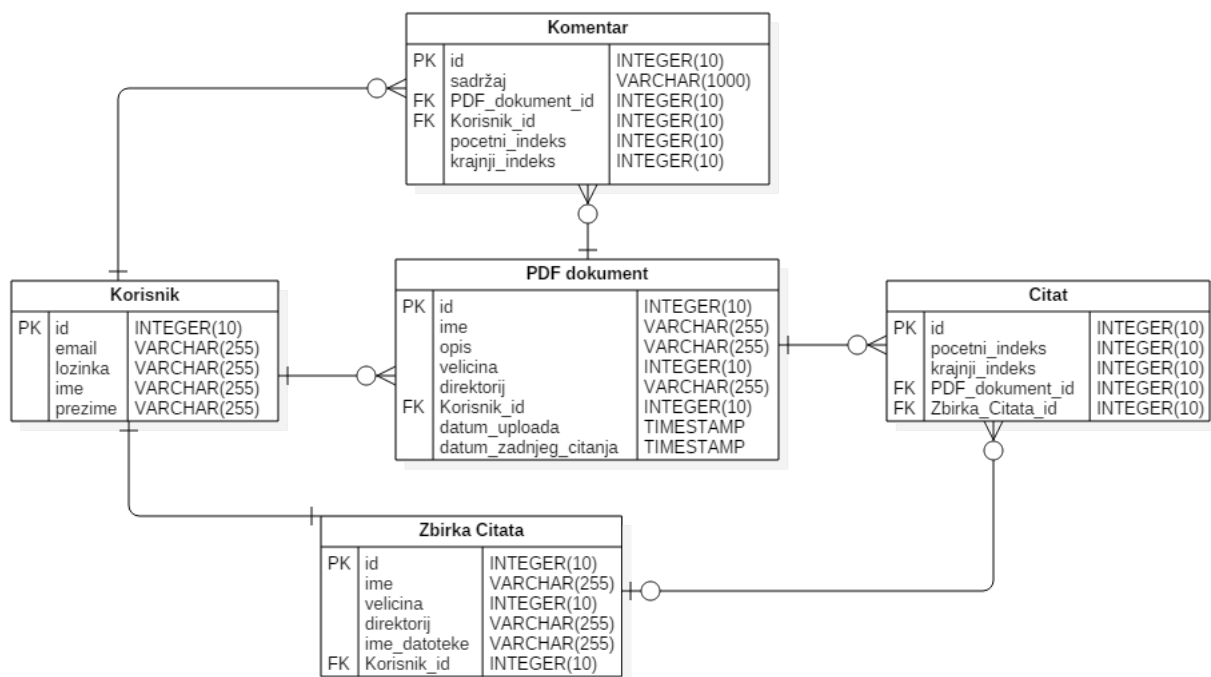 Komentar
PK id INTEGER(10)
sadržaj VARCHAR(1000)
FK PDF_dokument_id INTEGER(10)
FK Korisnik_id INTEGER(10)
pocetni_indeks INTEGER(10)
krajnji_indeks INTEGER(10)
Korisnik
PK id INTEGER(10)
email VARCHAR(255)
lozinka VARCHAR(255)
ime VARCHAR(255)
prezime VARCHAR(255)
PDF dokument
PK id INTEGER(10)
ime VARCHAR(255)
opis VARCHAR(255)
velicina INTEGER(10)
direktorij VARCHAR(255)
FK Korisnik_id INTEGER(10)
datum_uploada TIMESTAMP
datum_zadnjeg_citanja TIMESTAMP
Citat
PK id INTEGER(10)
pocetni_indeks INTEGER(10)
krajnji_indeks INTEGER(10)
FK PDF_dokument_id INTEGER(10)
FK Zbirka_Citata_id INTEGER(10)
Zbirka Citata
PK id INTEGER(10)
ime VARCHAR(255)
velicina INTEGER(10)
direktorij VARCHAR(255)
ime_datoteke VARCHAR(255)
FK Korisnik_id INTEGER(10)